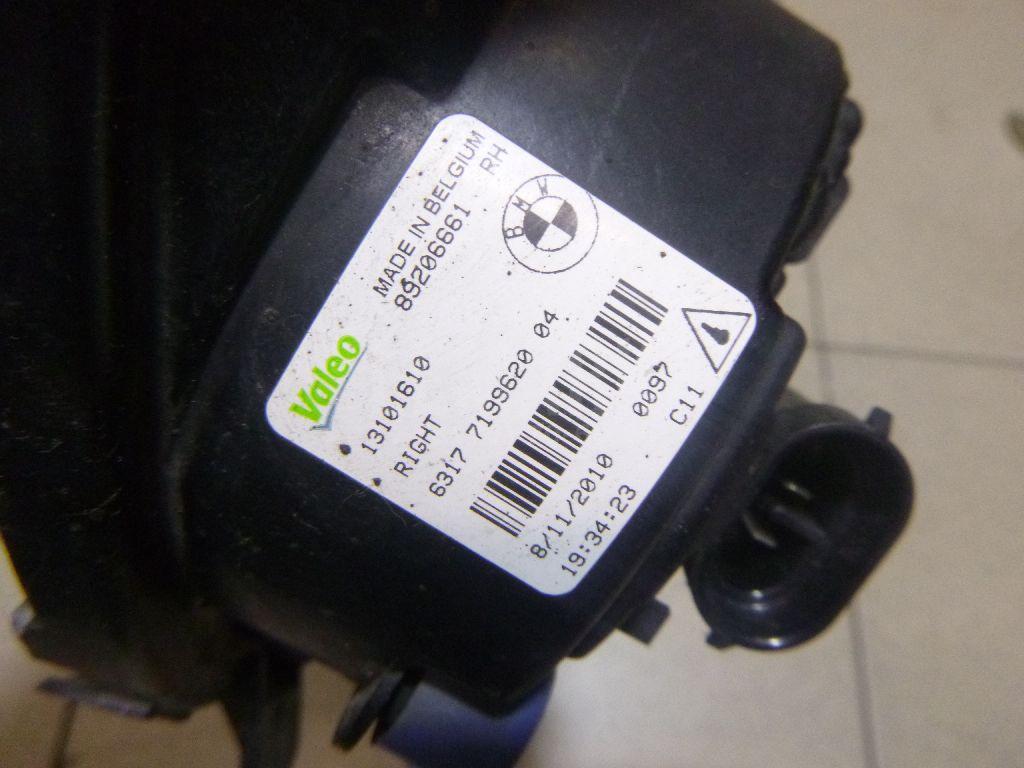 Valeo
MADE IN BELGIUM
89206661
RH
BMW
13101610
RIGHT
6317 7199620 04
8/11/2010
0097
19:34:23
C11